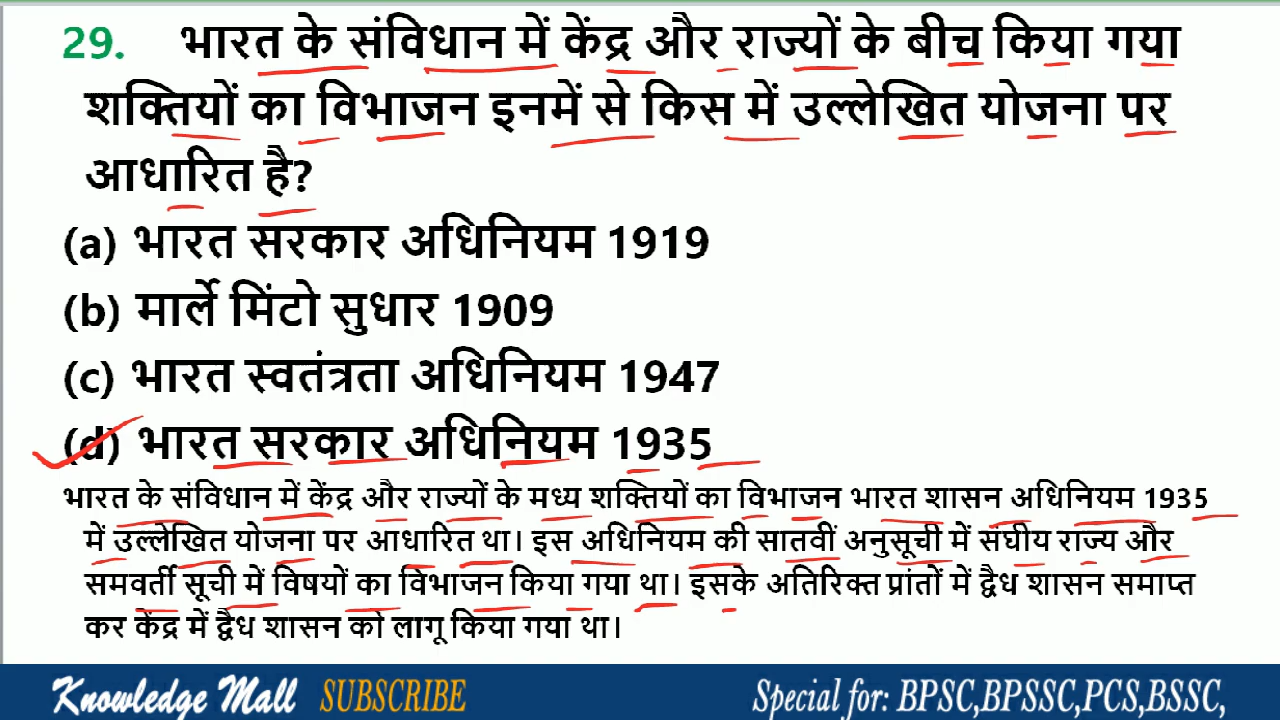 29. भारत के संविधान में केंद्र और राज्यों के बीच किया गया
शक्तियों का विभाजन इनमें से किस में उल्लेखित योजना पर
आधारित है?
(a) भारत सरकार अधिनियम 1919
(b) मार्ले मिंटो सुधार 1909
(c) भारत स्वतंत्रता अधिनियम 1947
(d) भारत सरकार अधिनियम 1935
भारत के संविधान में केंद्र और राज्यों के मध्य शक्तियों का विभाजन भारत शासन अधिनियम 1935
में उल्लेखित योजना पर आधारित था। इस अधिनियम की सातवीं अनुसूची में संघीय राज्य और
समवर्ती सूची में विषयों का विभाजन किया गया था। इसके अतिरिक्त प्रांतों में द्वैध शासन समाप्त
कर केंद्र में द्वैध शासन को लागू किया गया था।
Knowledge Mall SUBSCRIBE Special for: BPSC,BPSSC,PCS,BSSC,